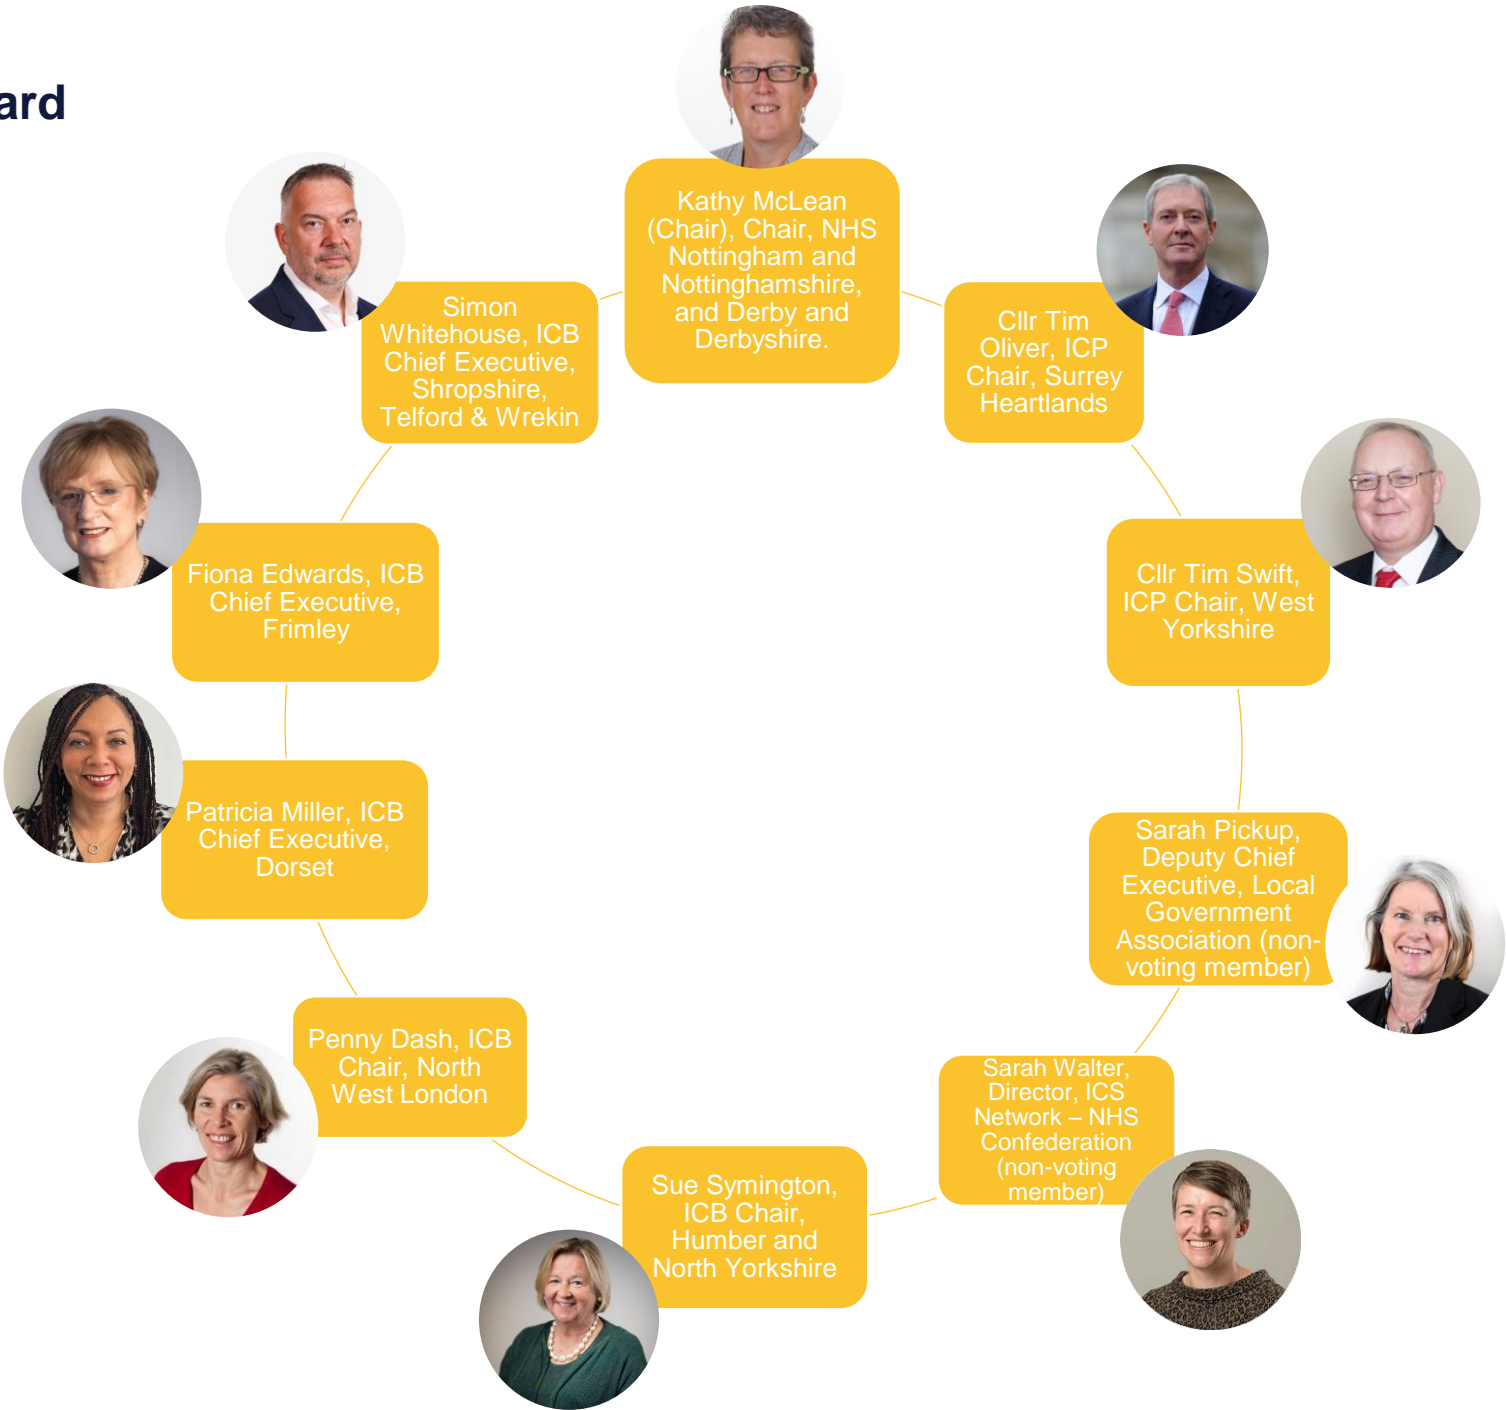 ard
Kathy McLean
(Chair), Chair, NHS
Nottingham and
Nottinghamshire,
and Derby and
Derbyshire.
Cllr Tim
Oliver, ICP
Chair, Surrey
Heartlands
Cllr Tim Swift,
ICP Chair, West
Yorkshire
Sarah Pickup,
Deputy Chief
Executive, Local
Government
Association (non-
voting member)
Sarah Walter,
Director, ICS
Network – NHS
Confederation
(non-voting
member)
Sue Symington,
ICB Chair,
Humber and
North Yorkshire
Penny Dash, ICB
Chair, North
West London
Patricia Miller, ICB
Chief Executive,
Dorset
Fiona Edwards, ICB
Chief Executive,
Frimley
Simon
Whitehouse, ICB
Chief Executive,
Shropshire,
Telford & Wrekin